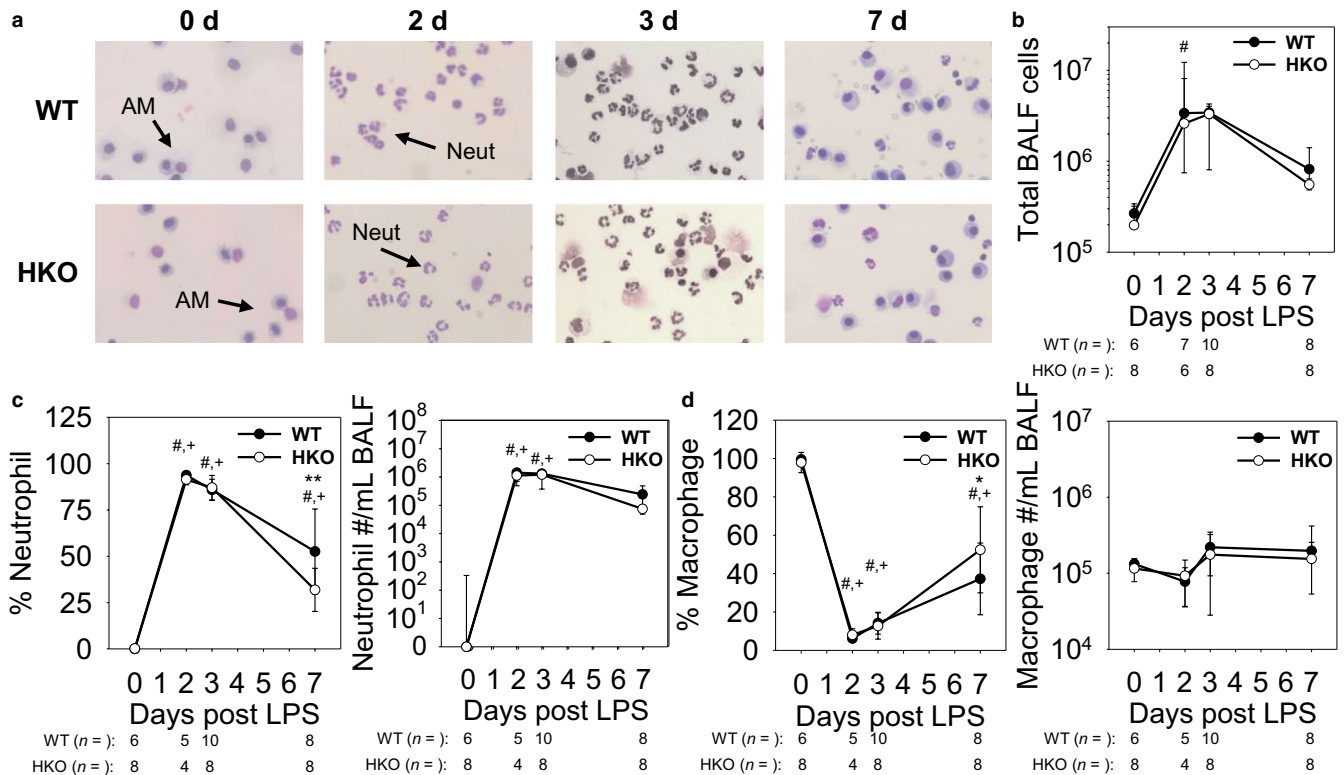 a
0 d
2 d
3 d
7 d
WT
AM
Neut
HKO
AM
Neut
b
Total BALF cells
10^7
10^6
10^5
#
WT
HKO
0 1 2 3 4 5 6 7
Days post LPS
WT (n = ): 6 7 10 8
HKO (n = ): 8 6 8 8
c
% Neutrophil
125
100
75
50
25
0
#,+
#,+
**
#,+
WT
HKO
0 1 2 3 4 5 6 7
Days post LPS
WT (n = ): 6 5 10 8
HKO (n = ): 8 4 8 8
Neutrophil #/mL BALF
10^8
10^7
10^6
10^5
10^4
10^3
10^2
10^1
0
#,+
#,+
WT
HKO
0 1 2 3 4 5 6 7
Days post LPS
WT (n = ): 6 5 10 8
HKO (n = ): 8 4 8 8
d
% Macrophage
120
100
80
60
40
20
0
#,+
#,+
*
#,+
WT
HKO
0 1 2 3 4 5 6 7
Days post LPS
WT (n = ): 6 5 10 8
HKO (n = ): 8 4 8 8
Macrophage #/mL BALF
10^7
10^6
10^5
10^4
WT
HKO
0 1 2 3 4 5 6 7
Days post LPS
WT (n = ): 6 5 10 8
HKO (n = ): 8 4 8 8